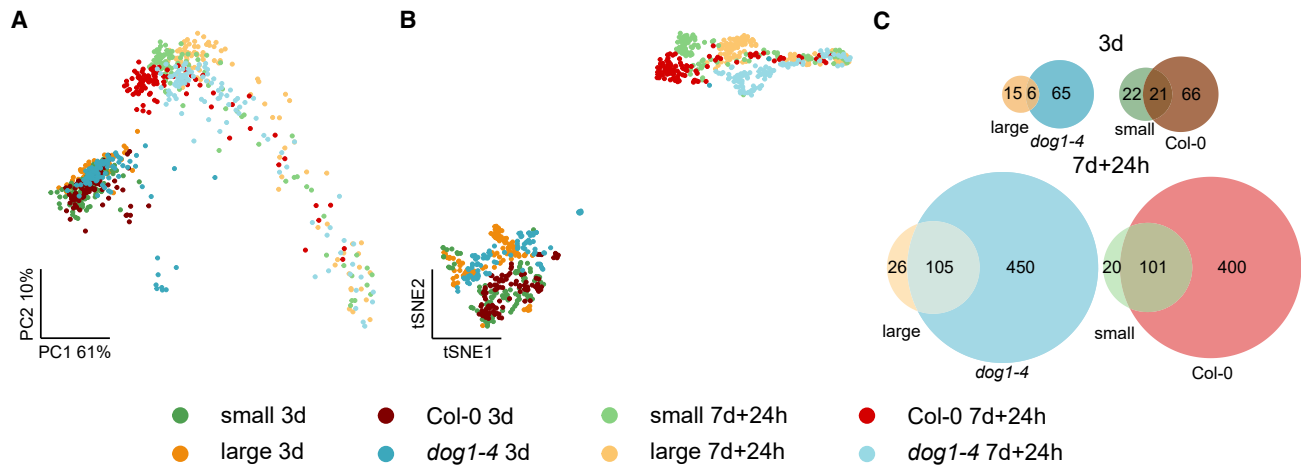 A
PC2 10%
PC1 61%
B
tSNE2
tSNE1
C
3d
15 6 65
large
dog1-4
22 21 66
small
Col-0
7d+24h
26 105 450
large
dog1-4
20 101 400
small
Col-0
small 3d
Col-0 3d
small 7d+24h
Col-0 7d+24h
large 3d
dog1-4 3d
large 7d+24h
dog1-4 7d+24h